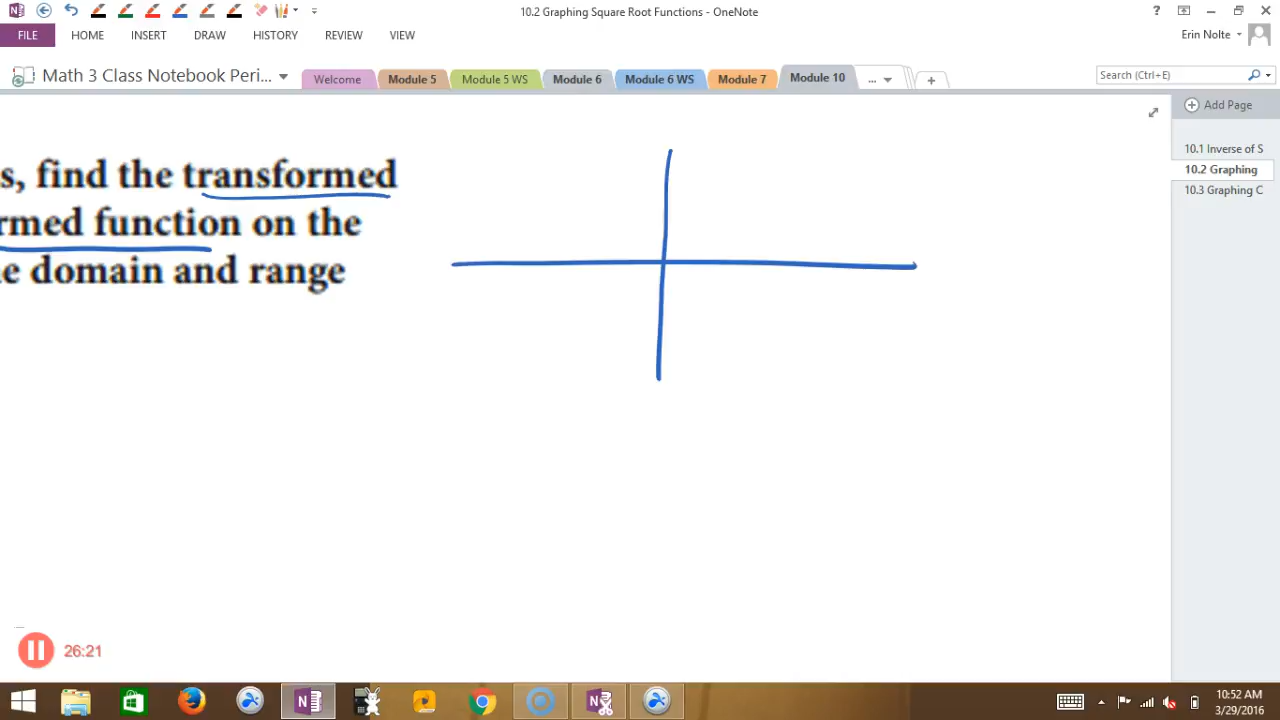 10.2 Graphing Square Root Functions - OneNote
FILE HOME INSERT DRAW HISTORY REVIEW VIEW
Erin Nolte
Math 3 Class Notebook Peri...
Welcome Module 5 Module 5 WS Module 6 Module 6 WS Module 7 Module 10 ...
Search (Ctrl+E)
Add Page
10.1 Inverse of S
10.2 Graphing
10.3 Graphing C
s, find the transformed
rmed function on the
e domain and range
26:21
10:52 AM
3/29/2016